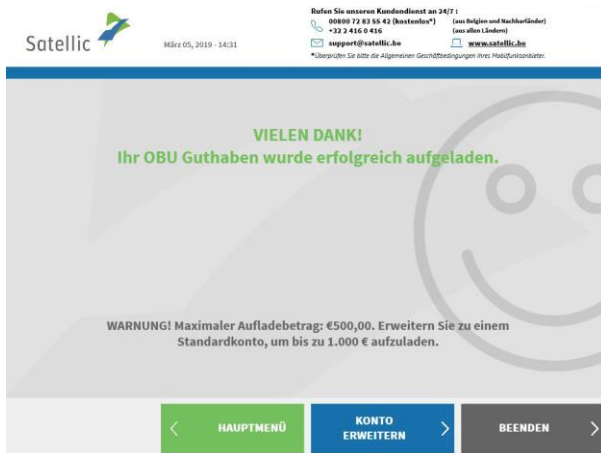 Satellic
März 05, 2019 - 14:31
Rufen Sie unseren Kundendienst an 24/7 :
00800 72 83 55 42 (kostenlos*) (aus Belgien und Nachbarländer)
+32 2 416 0 416 (aus allen Ländern)
support@satellic.be www.satellic.be
*Überprüfen Sie bitte die Allgemeinen Geschäftbedingungen ihres Mobilfunkanbieter.
VIELEN DANK!
Ihr OBU Guthaben wurde erfolgreich aufgeladen.
WARNUNG! Maximaler Aufladebetrag: €500,00. Erweitern Sie zu einem
Standardkonto, um bis zu 1.000 € aufzuladen.
HAUPTMENÜ
KONTO
ERWEITERN
BEENDEN